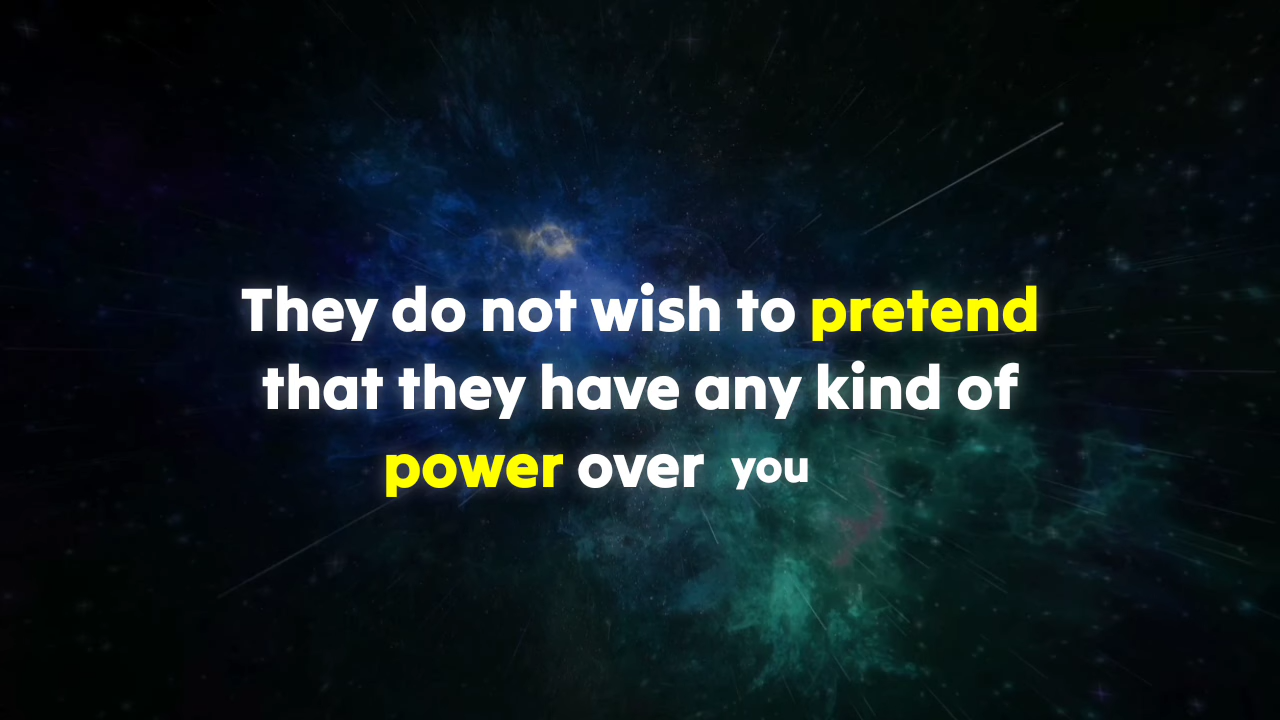 They do not wish to pretend
that they have any kind of
power over you